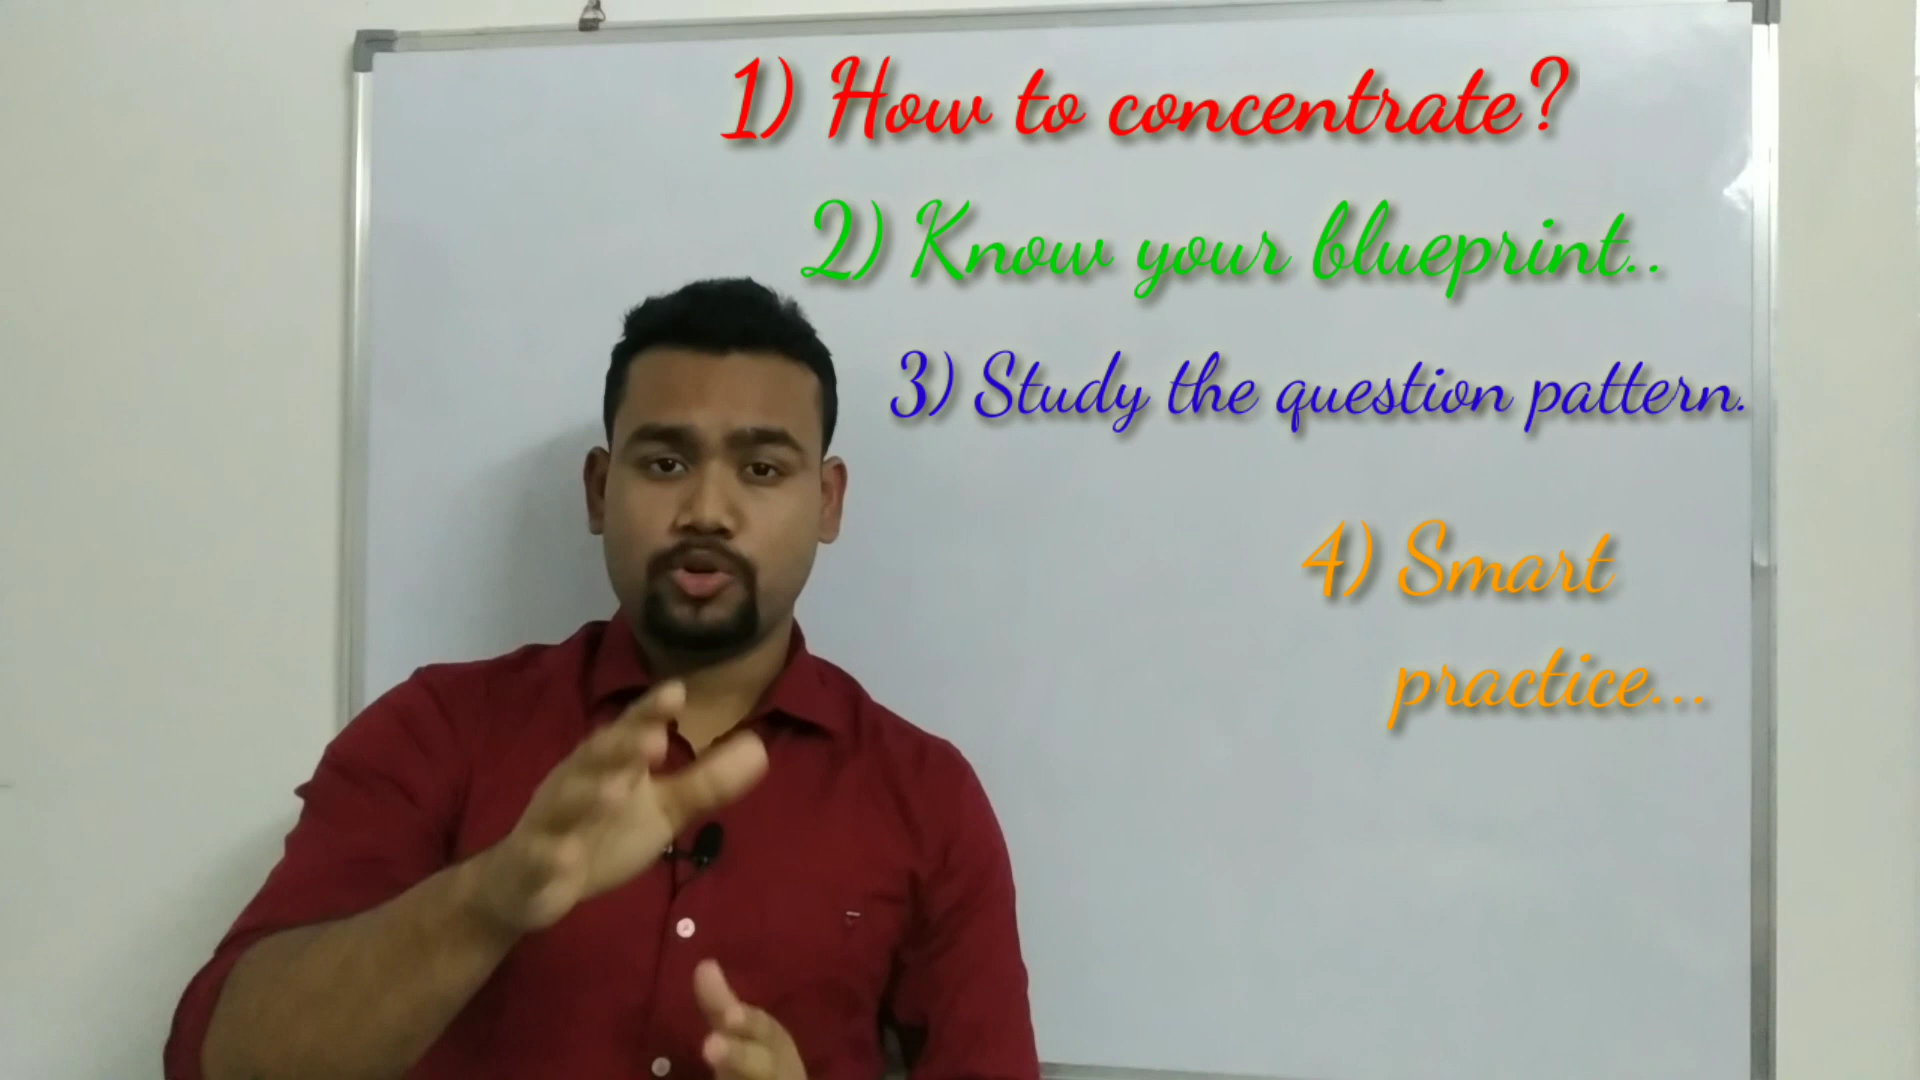 1) How to concentrate?
2) Know your blueprint..
3) Study the question pattern.
4) Smart
practice...